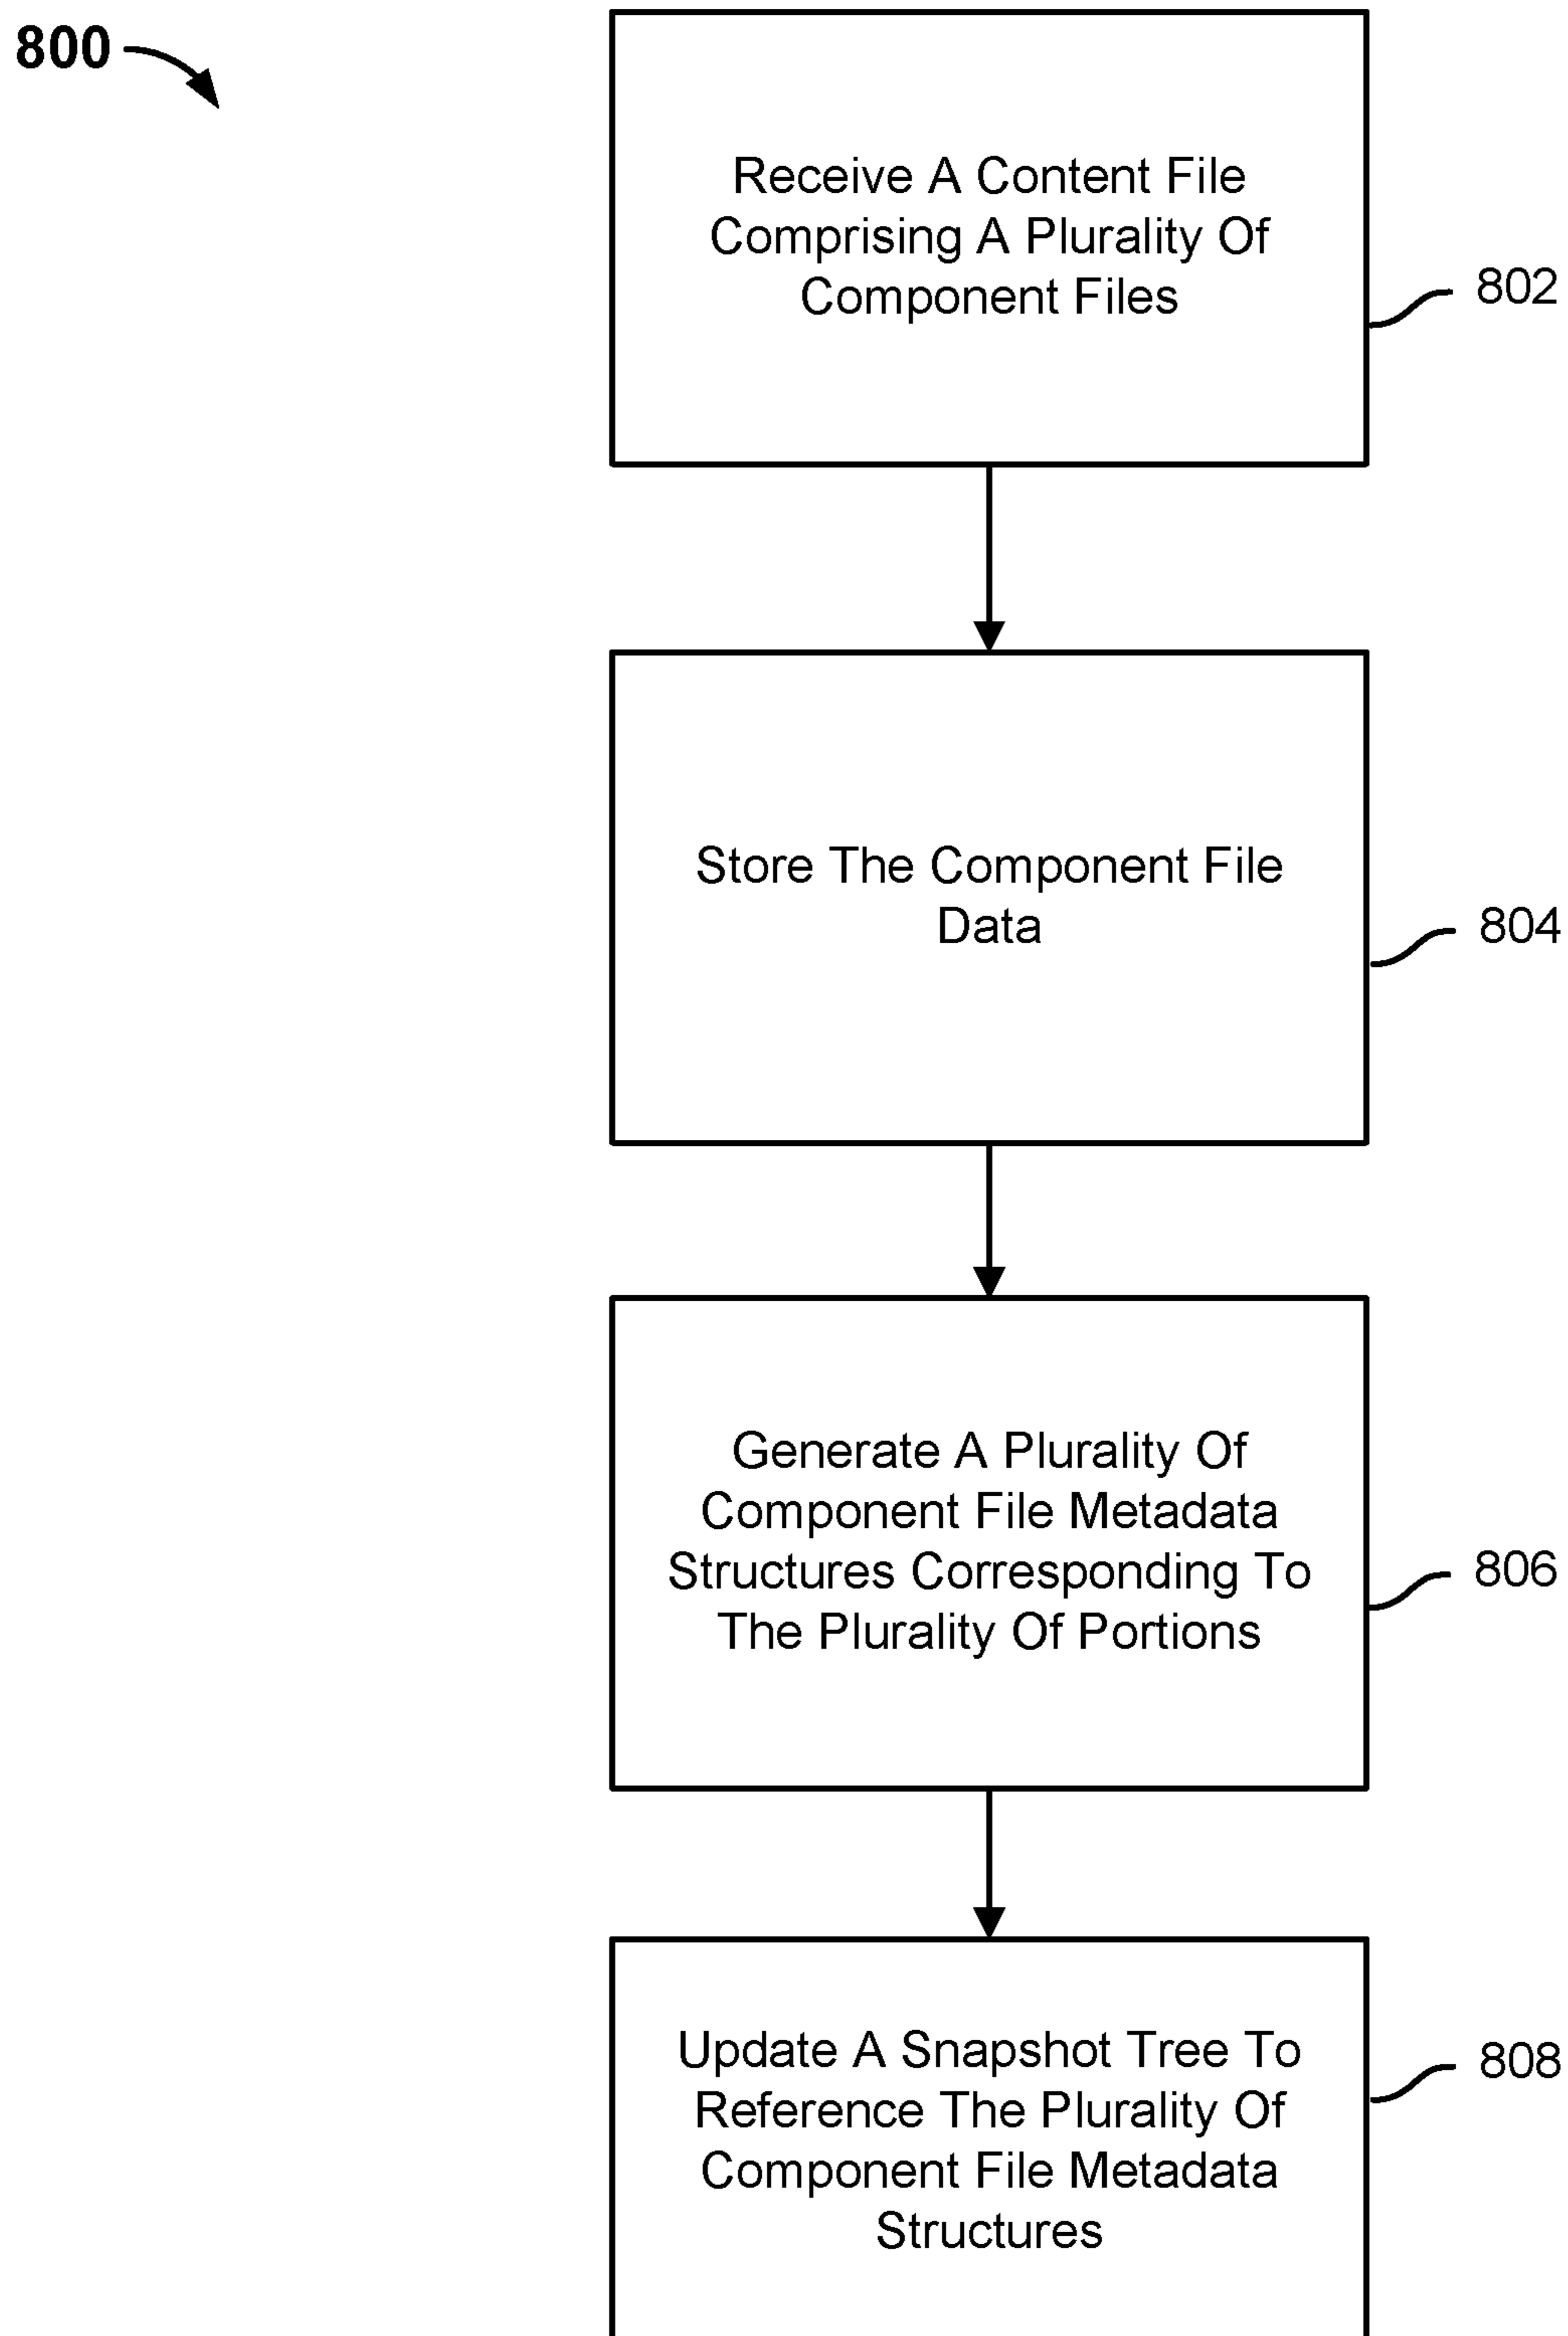 800
Receive A Content File
Comprising A Plurality Of
Component Files
802
Store The Component File
Data
804
Generate A Plurality Of
Component File Metadata
Structures Corresponding To
The Plurality Of Portions
806
Update A Snapshot Tree To
Reference The Plurality Of
Component File Metadata
Structures
808